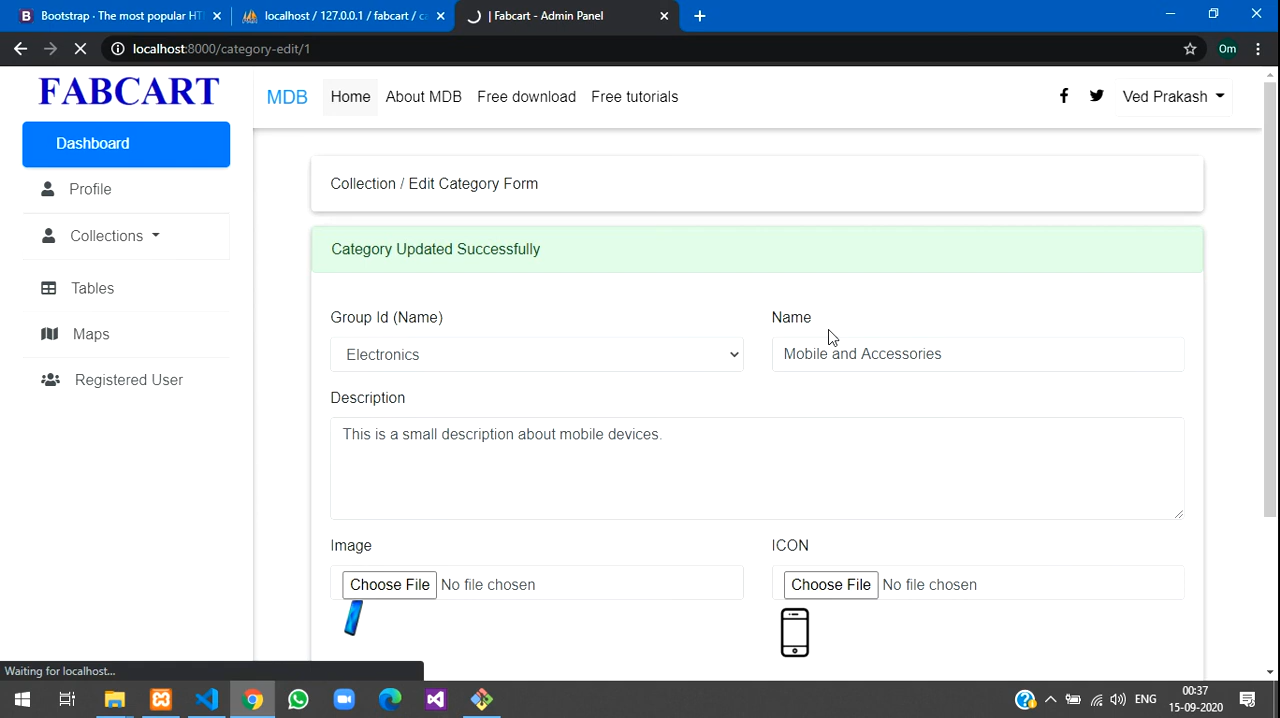 Bootstrap · The most popular HT
localhost / 127.0.0.1 / fabcart / ca
| Fabcart - Admin Panel
localhost:8000/category-edit/1
Om
FABCART
MDB
Home
About MDB
Free download
Free tutorials
Ved Prakash
Dashboard
Profile
Collections
Tables
Maps
Registered User
Collection / Edit Category Form
Category Updated Successfully
Group Id (Name)
Name
Electronics
Mobile and Accessories
Description
This is a small description about mobile devices.
Image
ICON
Choose File No file chosen
Choose File No file chosen
Waiting for localhost...
ENG
00:37
15-09-2020